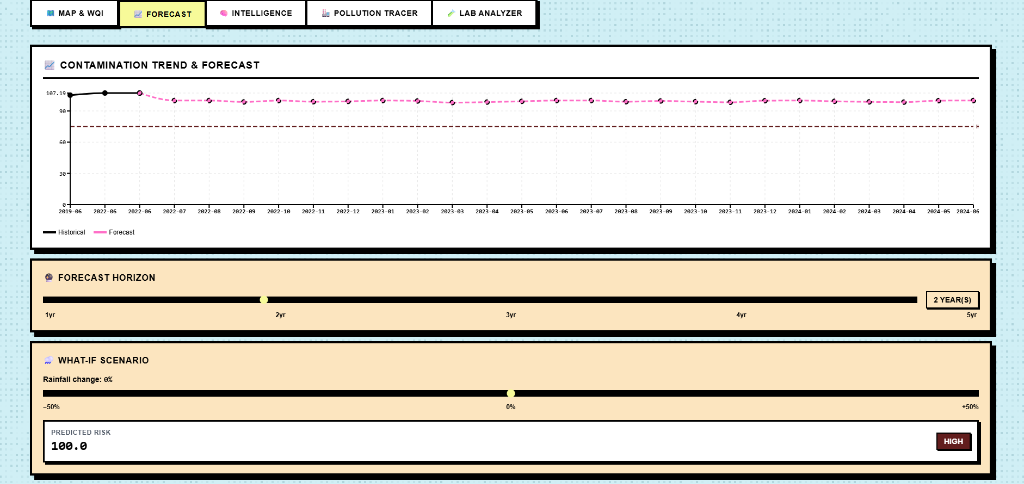 MAP & WQI
FORECAST
INTELLIGENCE
POLLUTION TRACER
LAB ANALYZER
CONTAMINATION TREND & FORECAST
107.19
90
60
30
0
2019-06 2022-05 2022-06 2022-07 2022-08 2022-09 2022-10 2022-11 2022-12 2023-01 2023-02 2023-03 2023-04 2023-05 2023-06 2023-07 2023-08 2023-09 2023-10 2023-11 2023-12 2024-01 2024-02 2024-03 2024-04 2024-05 2024-06
Historical Forecast
FORECAST HORIZON
2 YEAR(S)
1yr 2yr 3yr 4yr 5yr
WHAT-IF SCENARIO
Rainfall change: 0%
-50% 0% +50%
PREDICTED RISK
100.0
HIGH